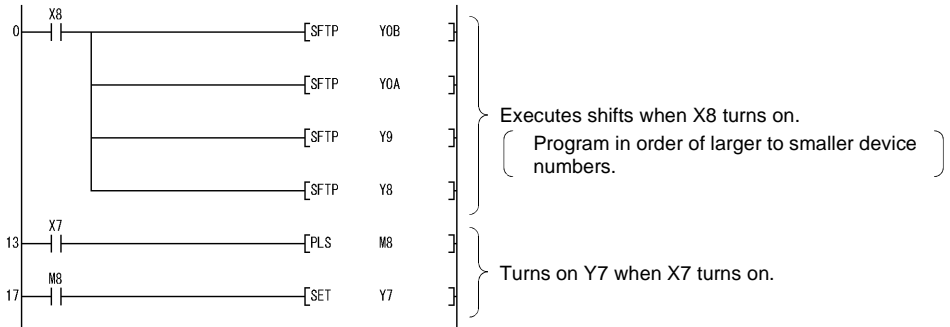 X8
0 [SFTP Y0B ]
[SFTP Y0A ]
[SFTP Y9 ]
[SFTP Y8 ]
Executes shifts when X8 turns on.
Program in order of larger to smaller device
numbers.
X7
13 [PLS M8 ]
M8
17 [SET Y7 ]
Turns on Y7 when X7 turns on.